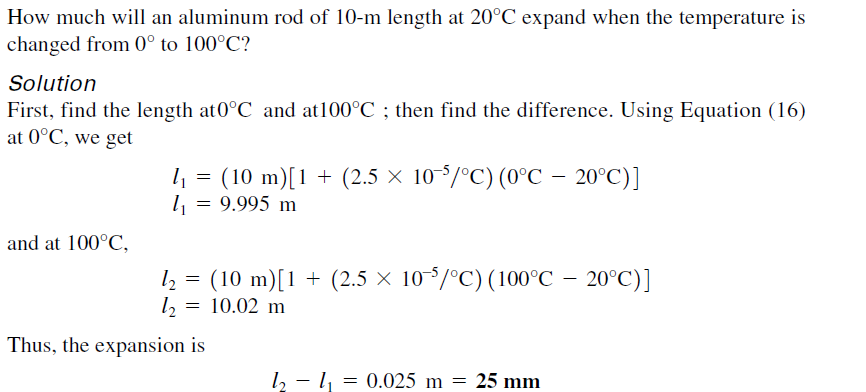 How much will an aluminum rod of 10-m length at 20°C expand when the temperature is
changed from 0° to 100°C?
Solution
First, find the length at0°C and at100°C ; then find the difference. Using Equation (16)
at 0°C, we get
l₁ = (10 m)[1 + (2.5 × 10⁻⁵/°C)(0°C − 20°C)]
l₁ = 9.995 m
and at 100°C,
l₂ = (10 m)[1 + (2.5 × 10⁻⁵/°C)(100°C − 20°C)]
l₂ = 10.02 m
Thus, the expansion is
l₂ − l₁ = 0.025 m = 25 mm